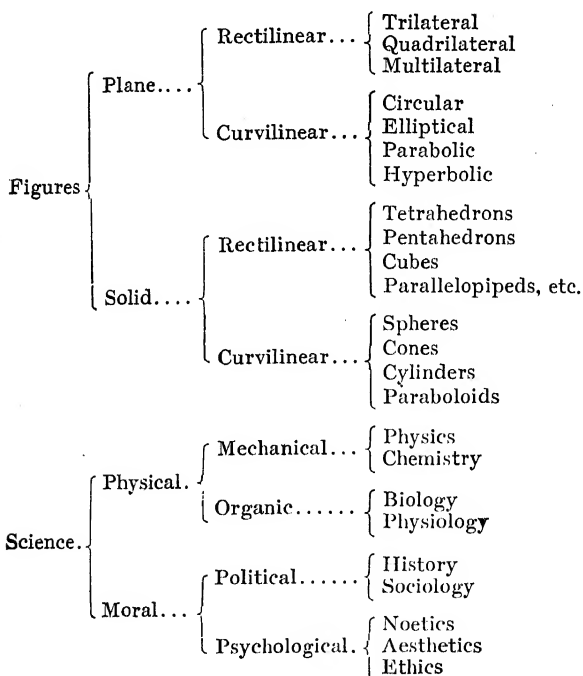 Rectilinear... Trilateral
Quadrilateral
Multilateral
Plane....
Curvilinear... Circular
Elliptical
Parabolic
Hyperbolic
Figures
Rectilinear... Tetrahedrons
Pentahedrons
Cubes
Parallelopipeds, etc.
Solid....
Curvilinear... Spheres
Cones
Cylinders
Paraboloids
Mechanical... Physics
Chemistry
Physical.
Organic...... Biology
Physiology
Science.
Political...... History
Sociology
Moral...
Psychological. Noetics
Aesthetics
Ethics